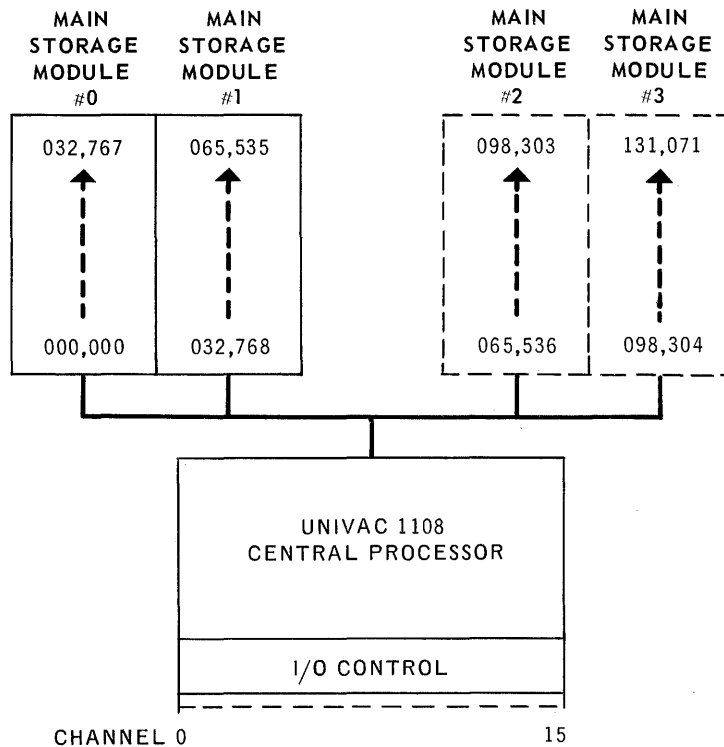 MAIN STORAGE MODULE #0
MAIN STORAGE MODULE #1
MAIN STORAGE MODULE #2
MAIN STORAGE MODULE #3
032,767
065,535
098,303
131,071
000,000
032,768
065,536
098,304
UNIVAC 1108
CENTRAL PROCESSOR
I/O CONTROL
CHANNEL 0
15